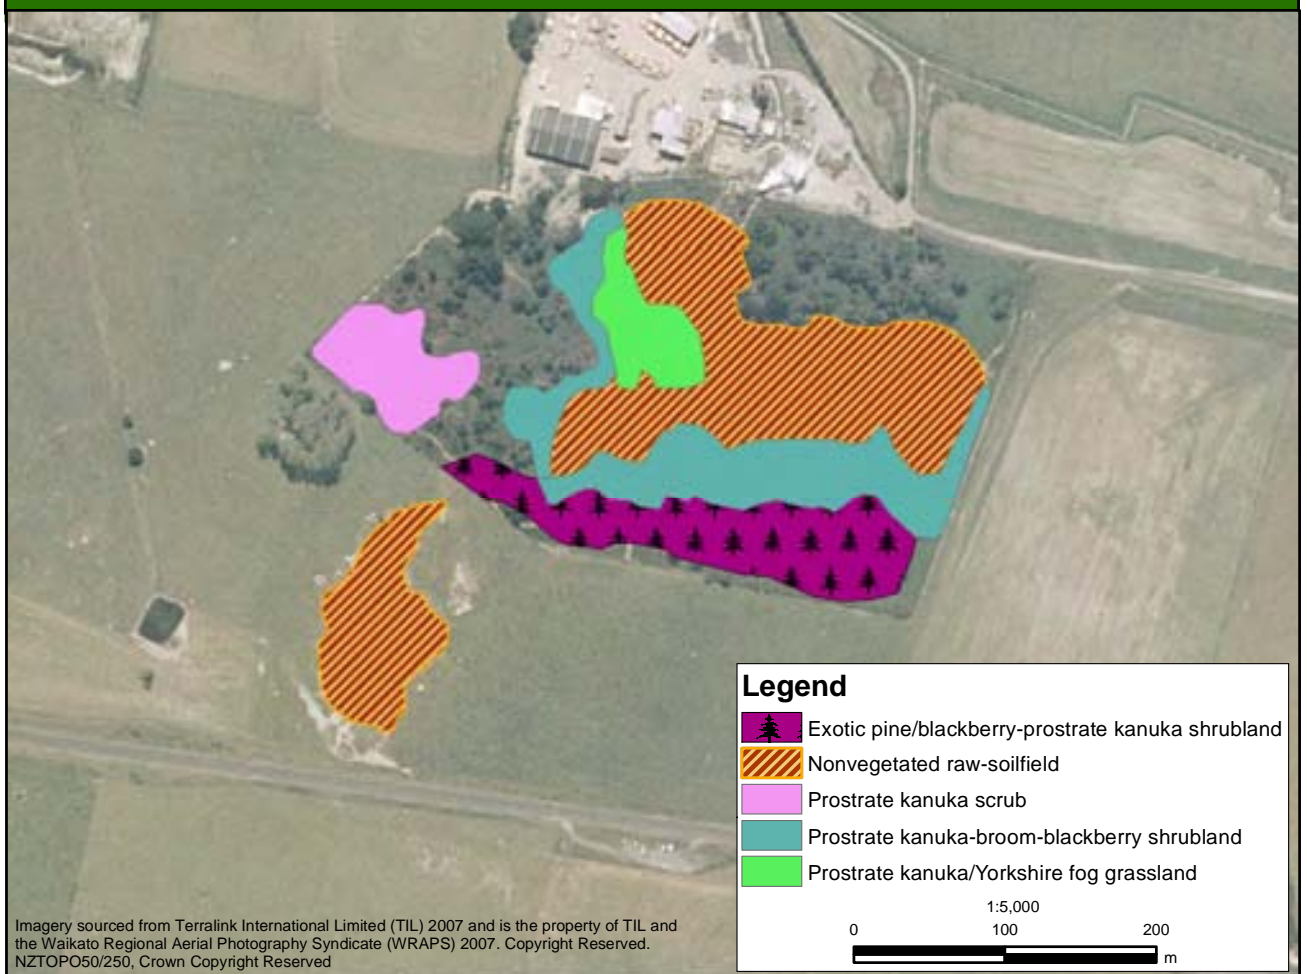 Legend
Exotic pine/blackberry-prostrate kanuka shrubland
Nonvegetated raw-soilfield
Prostrate kanuka scrub
Prostrate kanuka-broom-blackberry shrubland
Prostrate kanuka/Yorkshire fog grassland
1:5,000
0 100 200
m
Imagery sourced from Terralink International Limited (TIL) 2007 and is the property of TIL and
the Waikato Regional Aerial Photography Syndicate (WRAPS) 2007. Copyright Reserved.
NZTOPO50/250, Crown Copyright Reserved